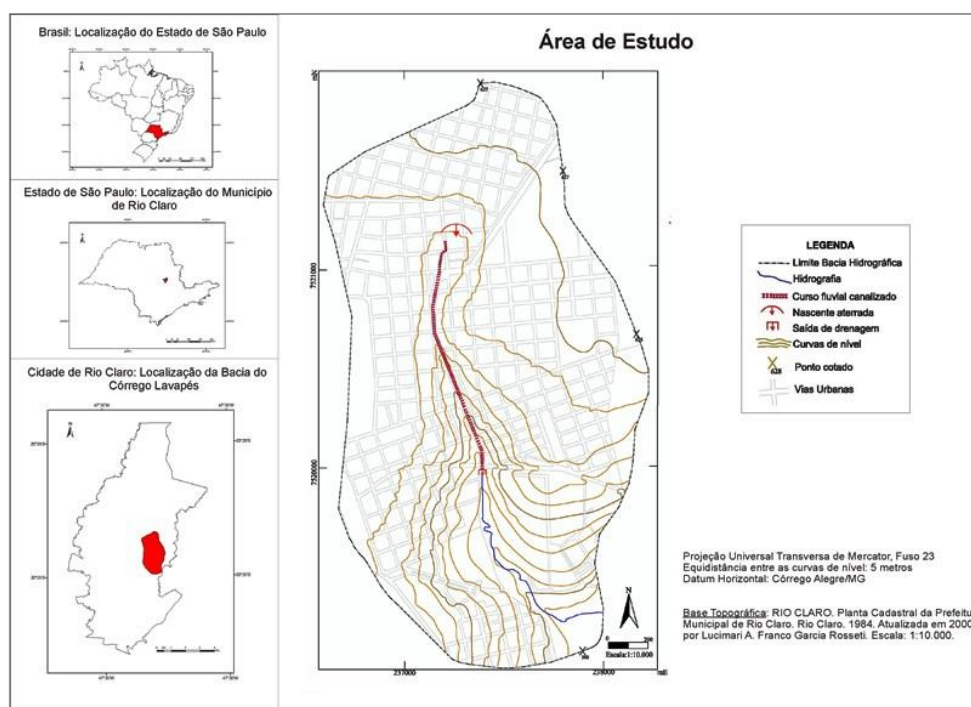 Brasil: Localização do Estado de São Paulo
Estado de São Paulo: Localização do Município
de Rio Claro
Cidade de Rio Claro: Localização da Bacia do
Córrego Lavapés
N
Área de Estudo
7521000
7520000
237000
238000
N
0 200
Escala:1:10.000
LEGENDA
Limite Bacia Hidrográfica
Hidrografia
Curso fluvial canalizado
Nascente aterrada
Saída de drenagem
Curvas de nível
Ponto cotado
628
Vias Urbanas
Projeção Universal Transversa de Mercator, Fuso 23
Equidistância entre as curvas de nível: 5 metros
Datum Horizontal: Córrego Alegre/MG
Base Topográfica: RIO CLARO. Planta Cadastral da Prefeitu
Municipal de Rio Claro. Rio Claro. 1984. Atualizada em 2000
por Lucimari A. Franco Garcia Rosseti. Escala: 1:10.000.